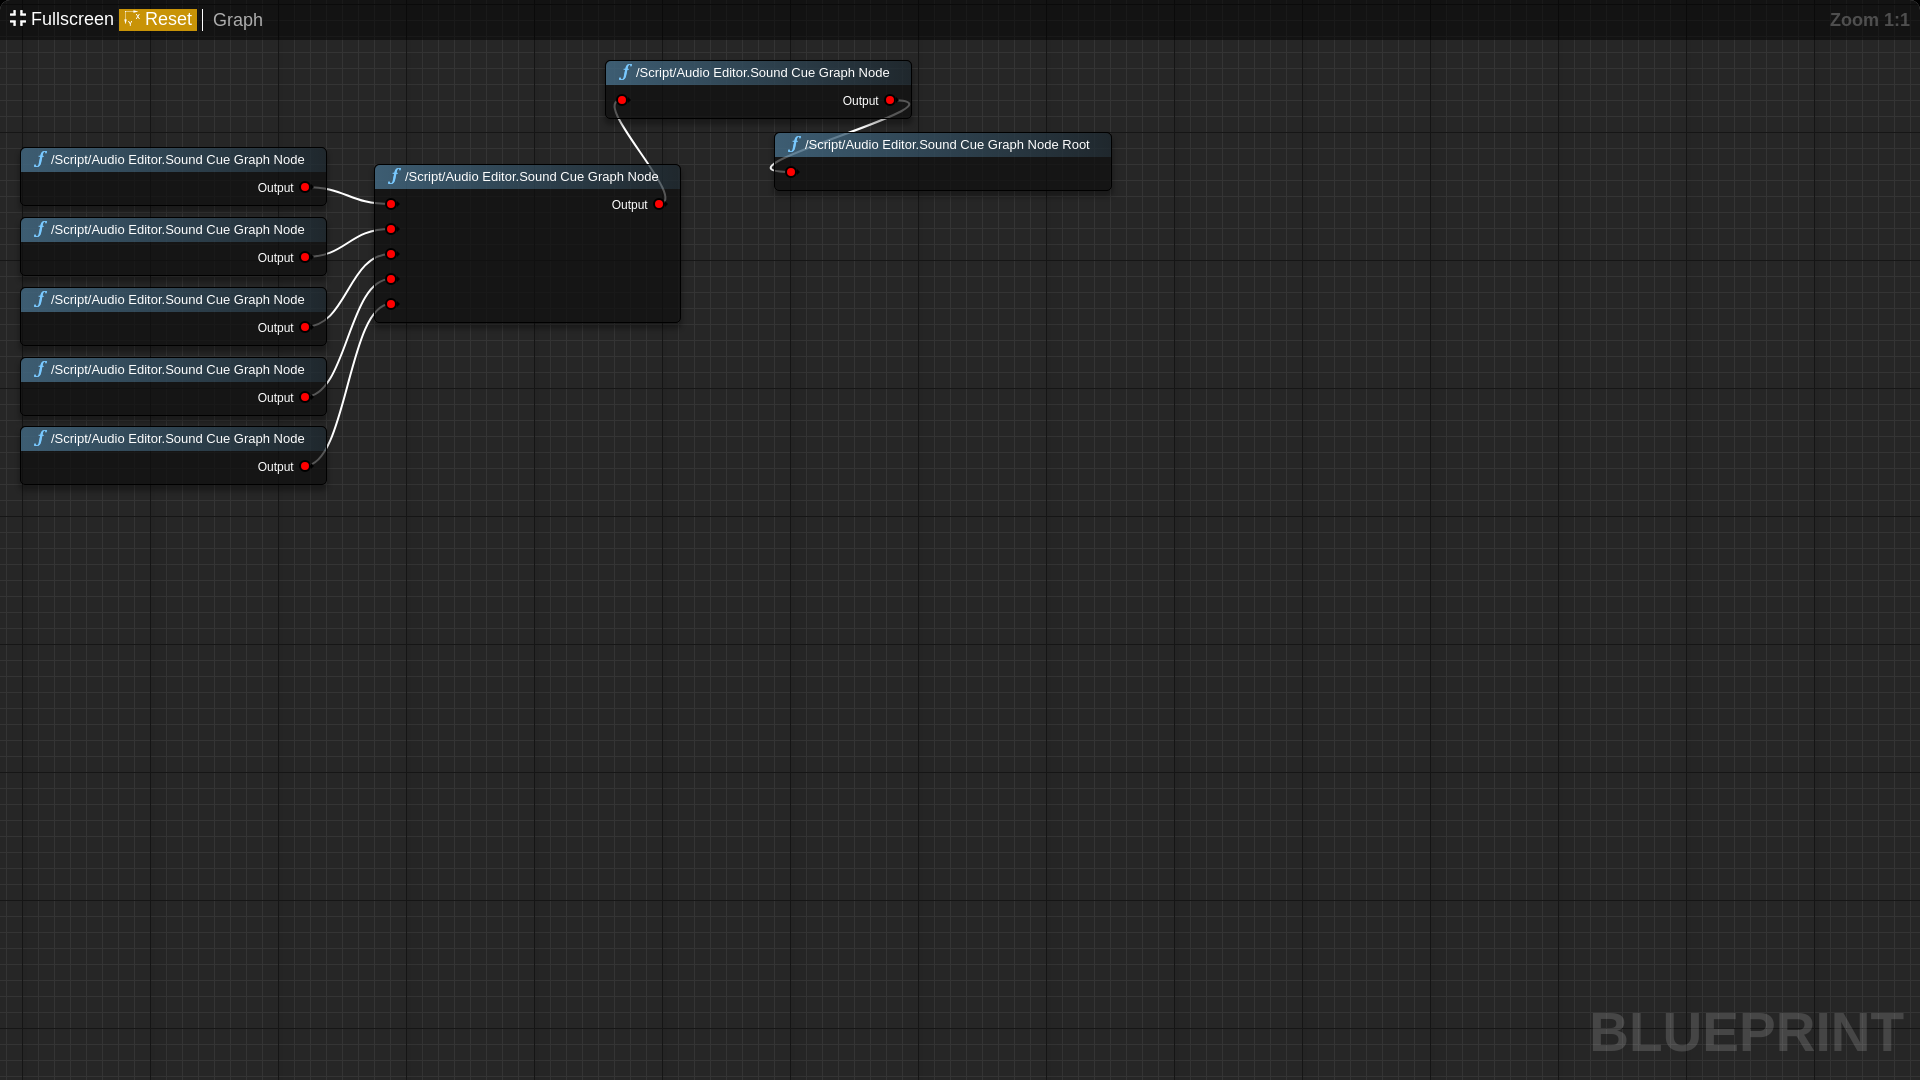 Fullscreen Reset Graph Zoom 1:1
/Script/Audio Editor.Sound Cue Graph Node
Output
/Script/Audio Editor.Sound Cue Graph Node Root
/Script/Audio Editor.Sound Cue Graph Node
Output
/Script/Audio Editor.Sound Cue Graph Node
Output
/Script/Audio Editor.Sound Cue Graph Node
Output
/Script/Audio Editor.Sound Cue Graph Node
Output
/Script/Audio Editor.Sound Cue Graph Node
Output
/Script/Audio Editor.Sound Cue Graph Node
Output
BLUEPRINT